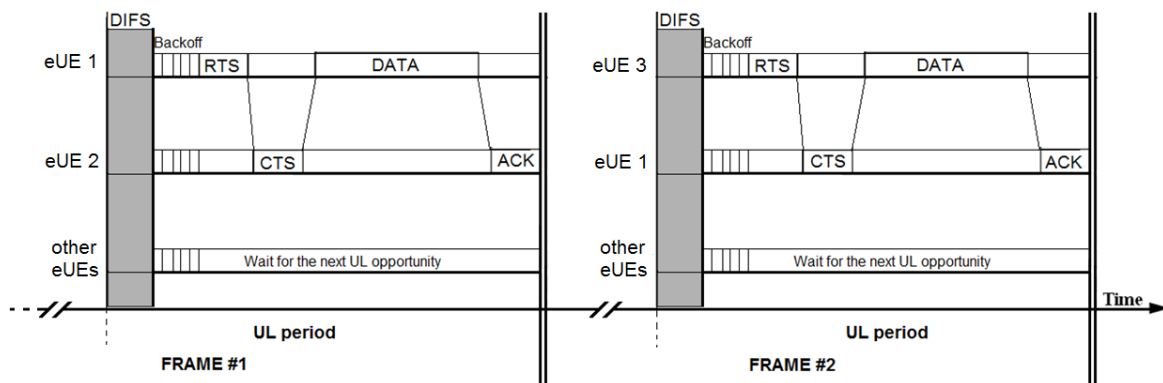 DIFS
Backoff
eUE 1
RTS
DATA
eUE 2
CTS
ACK
other
eUEs
Wait for the next UL opportunity
UL period
FRAME #1
DIFS
Backoff
eUE 3
RTS
DATA
eUE 1
CTS
ACK
other
eUEs
Wait for the next UL opportunity
Time
UL period
FRAME #2